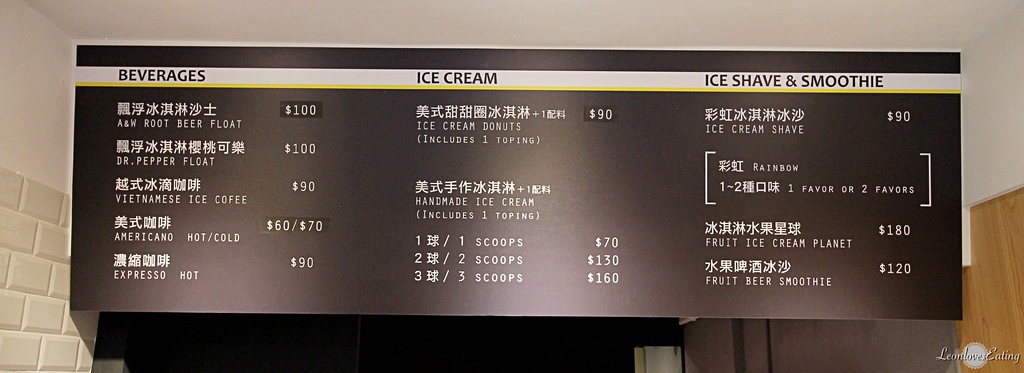 BEVERAGES
飄浮冰淇淋沙士 $100
A&W ROOT BEER FLOAT
飄浮冰淇淋櫻桃可樂 $100
DR.PEPPER FLOAT
越式冰滴咖啡 $90
VIETNAMESE ICE COFEE
美式咖啡 $60/$70
AMERICANO HOT/COLD
濃縮咖啡 $90
EXPRESSO HOT
ICE CREAM
美式甜甜圈冰淇淋+1配料 $90
ICE CREAM DONUTS
(INCLUDES 1 TOPING)
美式手作冰淇淋+1配料
HANDMADE ICE CREAM
(INCLUDES 1 TOPING)
1球/ 1 SCOOPS $70
2球/ 2 SCOOPS $130
3球/ 3 SCOOPS $160
ICE SHAVE & SMOOTHIE
彩虹冰淇淋冰沙 $90
ICE CREAM SHAVE
彩虹 RAINBOW
1~2種口味 1 FAVOR OR 2 FAVORS
冰淇淋水果星球 $180
FRUIT ICE CREAM PLANET
水果啤酒冰沙 $120
FRUIT BEER SMOOTHIE
LeonlovesEating